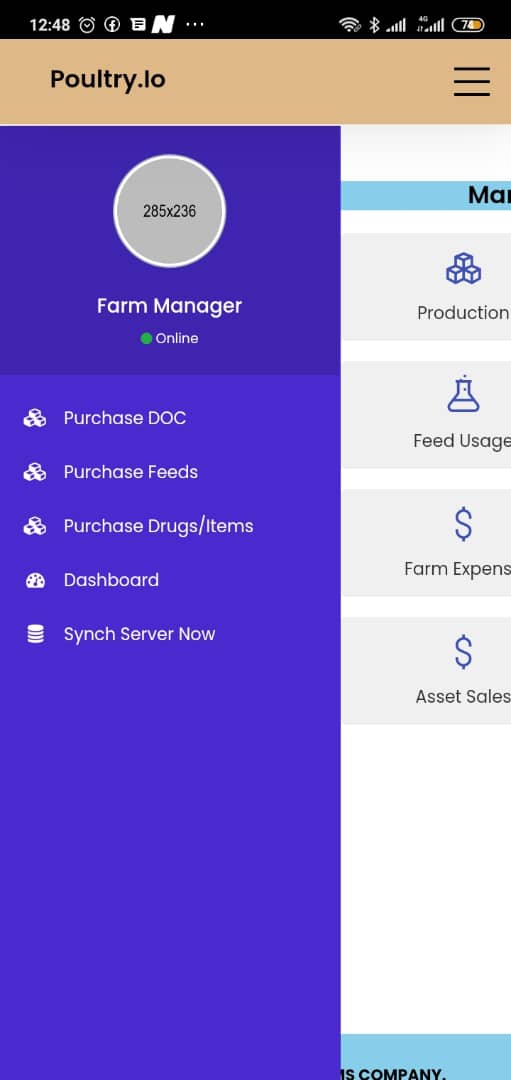 12:48
4G
74
Poultry.Io
285x236
Farm Manager
Online
Purchase DOC
Purchase Feeds
Purchase Drugs/Items
Dashboard
Synch Server Now
Mar
Production
Feed Usage
Farm Expens
Asset Sales
MS COMPANY.